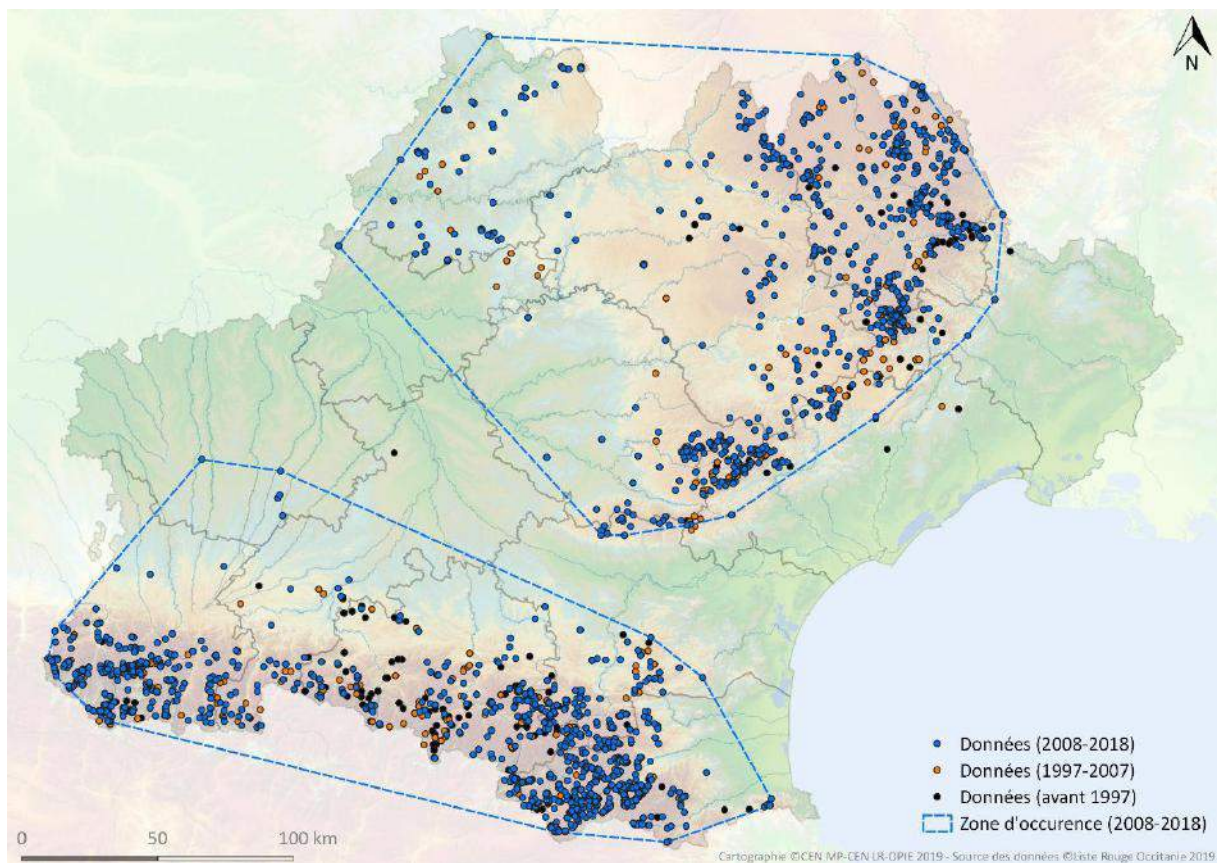 N
Données (2008-2018)
Données (1997-2007)
Données (avant 1997)
Zone d'occurence (2008-2018)
0 50 100 km
Cartographie ©CEN MP-CEN LR-OPIE 2019 - Source des données ©Liste Rouge Occitanie 2019